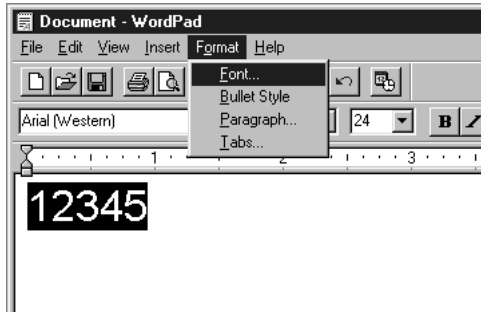 Document - WordPad
File Edit View Insert Format Help
Font...
Bullet Style
Arial (Western) Paragraph... 24 B I
Tabs...
1 2 3
12345